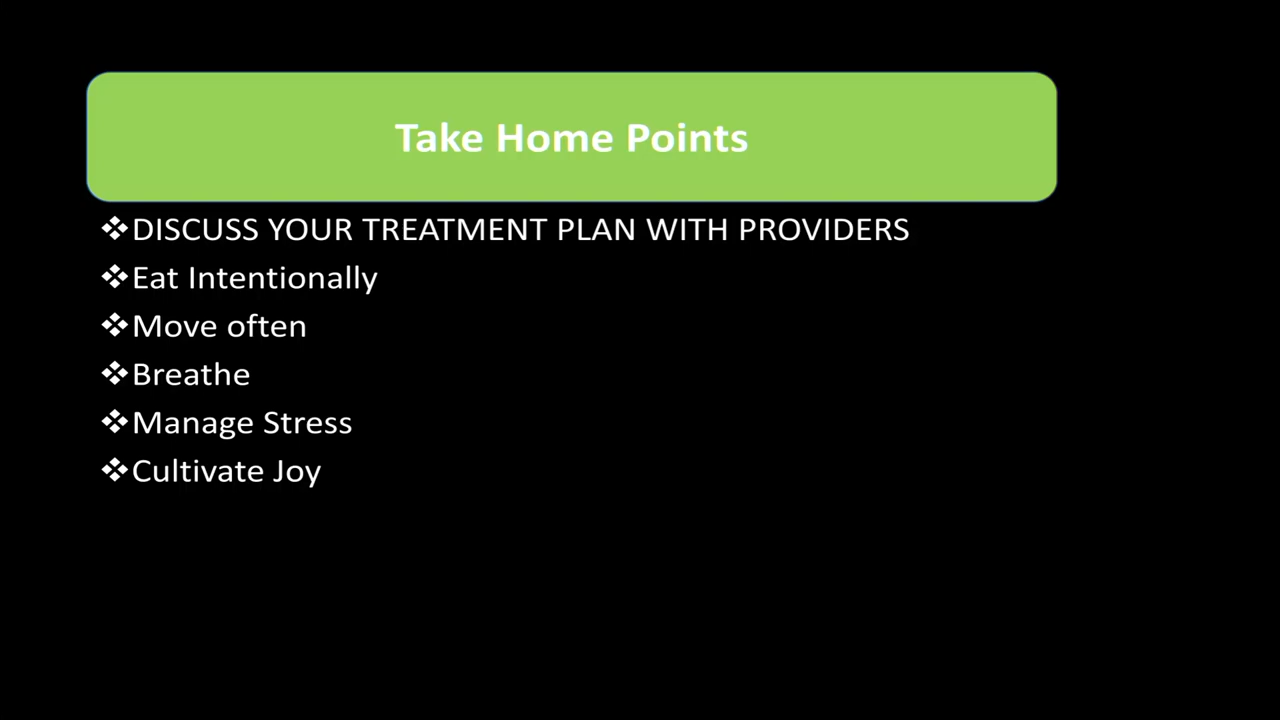 Take Home Points
❖DISCUSS YOUR TREATMENT PLAN WITH PROVIDERS
❖Eat Intentionally
❖Move often
❖Breathe
❖Manage Stress
❖Cultivate Joy